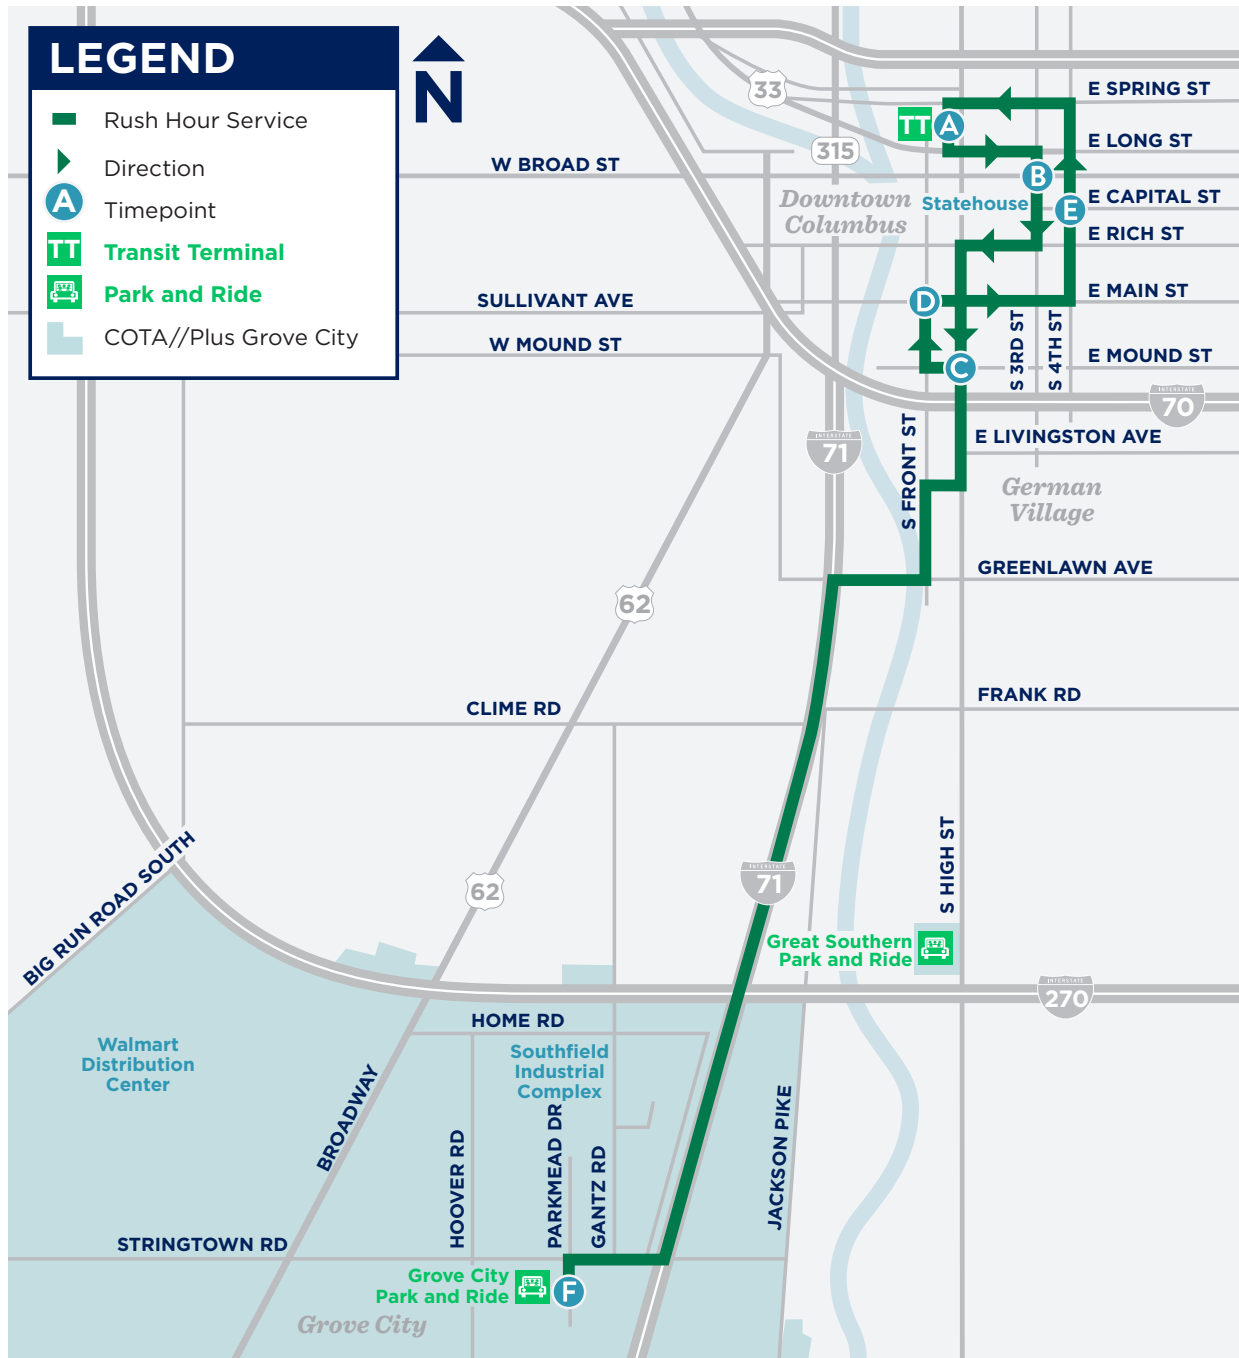 LEGEND
Rush Hour Service
Direction
A
Timepoint
TT
Transit Terminal
Park and Ride
COTA//Plus Grove City
N
33
E SPRING ST
TT
A
315
E LONG ST
W BROAD ST
B
Downtown
Columbus
Statehouse
E
E CAPITAL ST
E RICH ST
SULLIVANT AVE
D
E MAIN ST
S 3RD ST
S 4TH ST
W MOUND ST
C
E MOUND ST
INTERSTATE
70
S FRONT ST
INTERSTATE
71
E LIVINGSTON AVE
German
Village
GREENLAWN AVE
62
CLIME RD
FRANK RD
BIG RUN ROAD SOUTH
62
INTERSTATE
71
S HIGH ST
Great Southern
Park and Ride
INTERSTATE
270
HOME RD
Walmart
Distribution
Center
Southfield
Industrial
Complex
BROADWAY
HOOVER RD
PARKMEAD DR
GANTZ RD
JACKSON PIKE
STRINGTOWN RD
Grove City
Park and Ride
F
Grove City